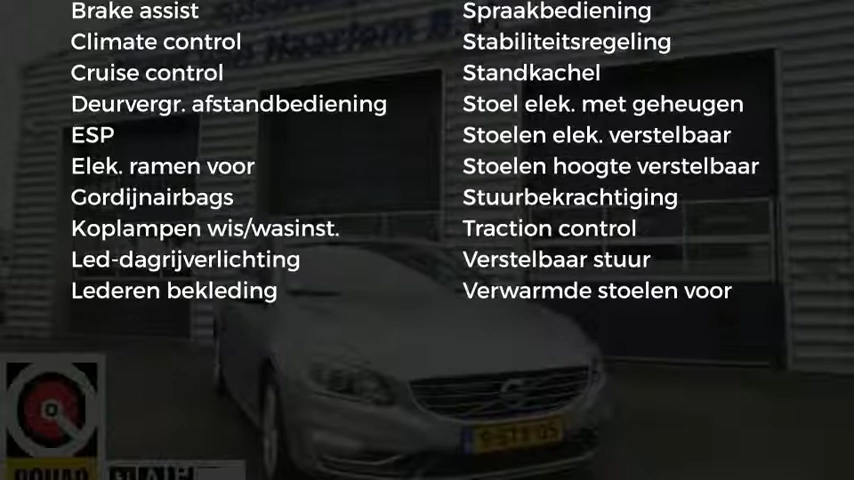 Brake assist
Climate control
Cruise control
Deurvergr. afstandbediening
ESP
Elek. ramen voor
Gordijnairbags
Koplampen wis/wasinst.
Led-dagrijverlichting
Lederen bekleding
Spraakbediening
Stabiliteitsregeling
Standkachel
Stoel elek. met geheugen
Stoelen elek. verstelbaar
Stoelen hoogte verstelbaar
Stuurbekrachtiging
Traction control
Verstelbaar stuur
Verwarmde stoelen voor